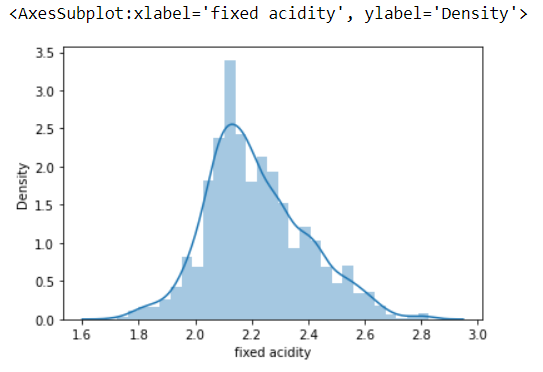 <AxesSubplot:xlabel='fixed acidity', ylabel='Density'>
3.5
3.0
2.5
2.0
1.5
1.0
0.5
0.0
Density
1.6 1.8 2.0 2.2 2.4 2.6 2.8 3.0
fixed acidity